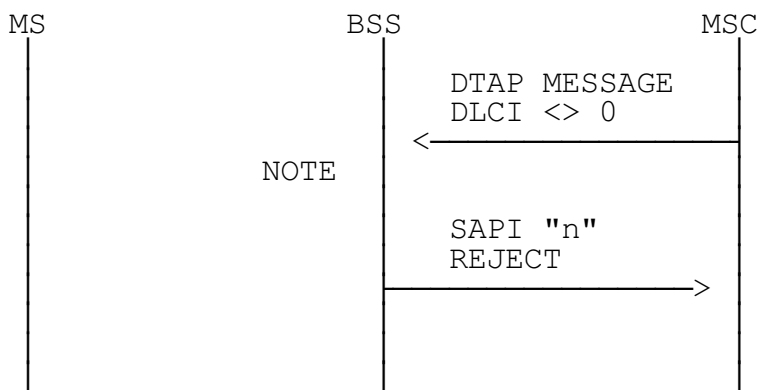 MS BSS MSC
DTAP MESSAGE
DLCI <> 0
NOTE
SAPI "n"
REJECT